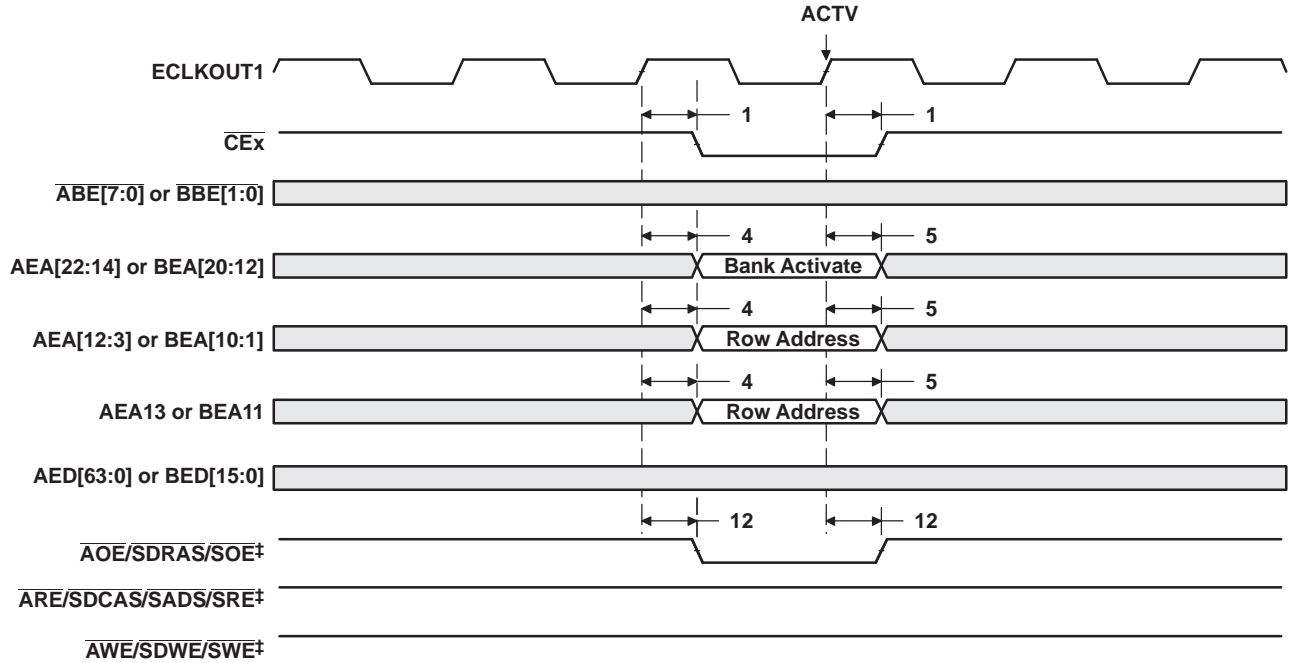 ACTV
ECLKOUT1
1 1
CEx
ABE[7:0] or BBE[1:0]
4 5
AEA[22:14] or BEA[20:12] Bank Activate
4 5
AEA[12:3] or BEA[10:1] Row Address
4 5
AEA13 or BEA11 Row Address
AED[63:0] or BED[15:0]
12 12
AOE/SDRAS/SOE‡
ARE/SDCAS/SADS/SRE‡
AWE/SDWE/SWE‡